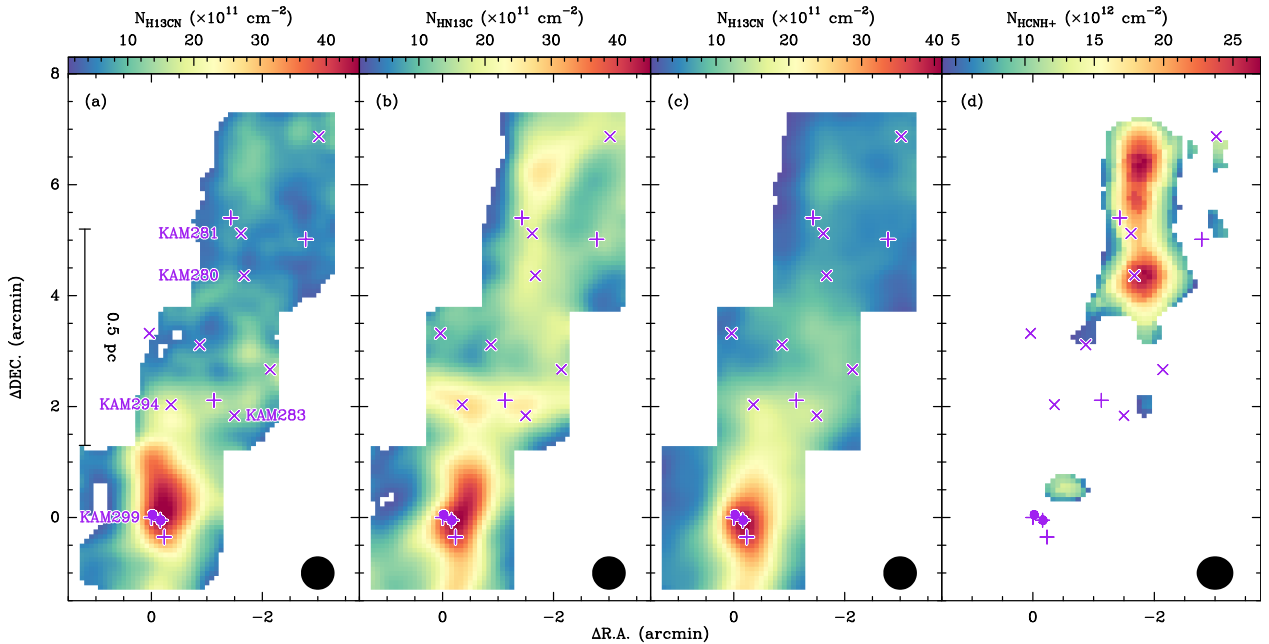 N_H13CN (×10^11 cm^-2)
N_HN13C (×10^11 cm^-2)
N_H13CN (×10^11 cm^-2)
N_HCNH+ (×10^12 cm^-2)
10 20 30 40
10 20 30 40
10 20 30 40
5 10 15 20 25
(a)
(b)
(c)
(d)
8
6
4
2
0
ΔDEC. (arcmin)
KAM281
KAM280
0.5 pc
KAM294
KAM283
KAM299
0 −2
0 −2
0 −2
0 −2
ΔR.A. (arcmin)